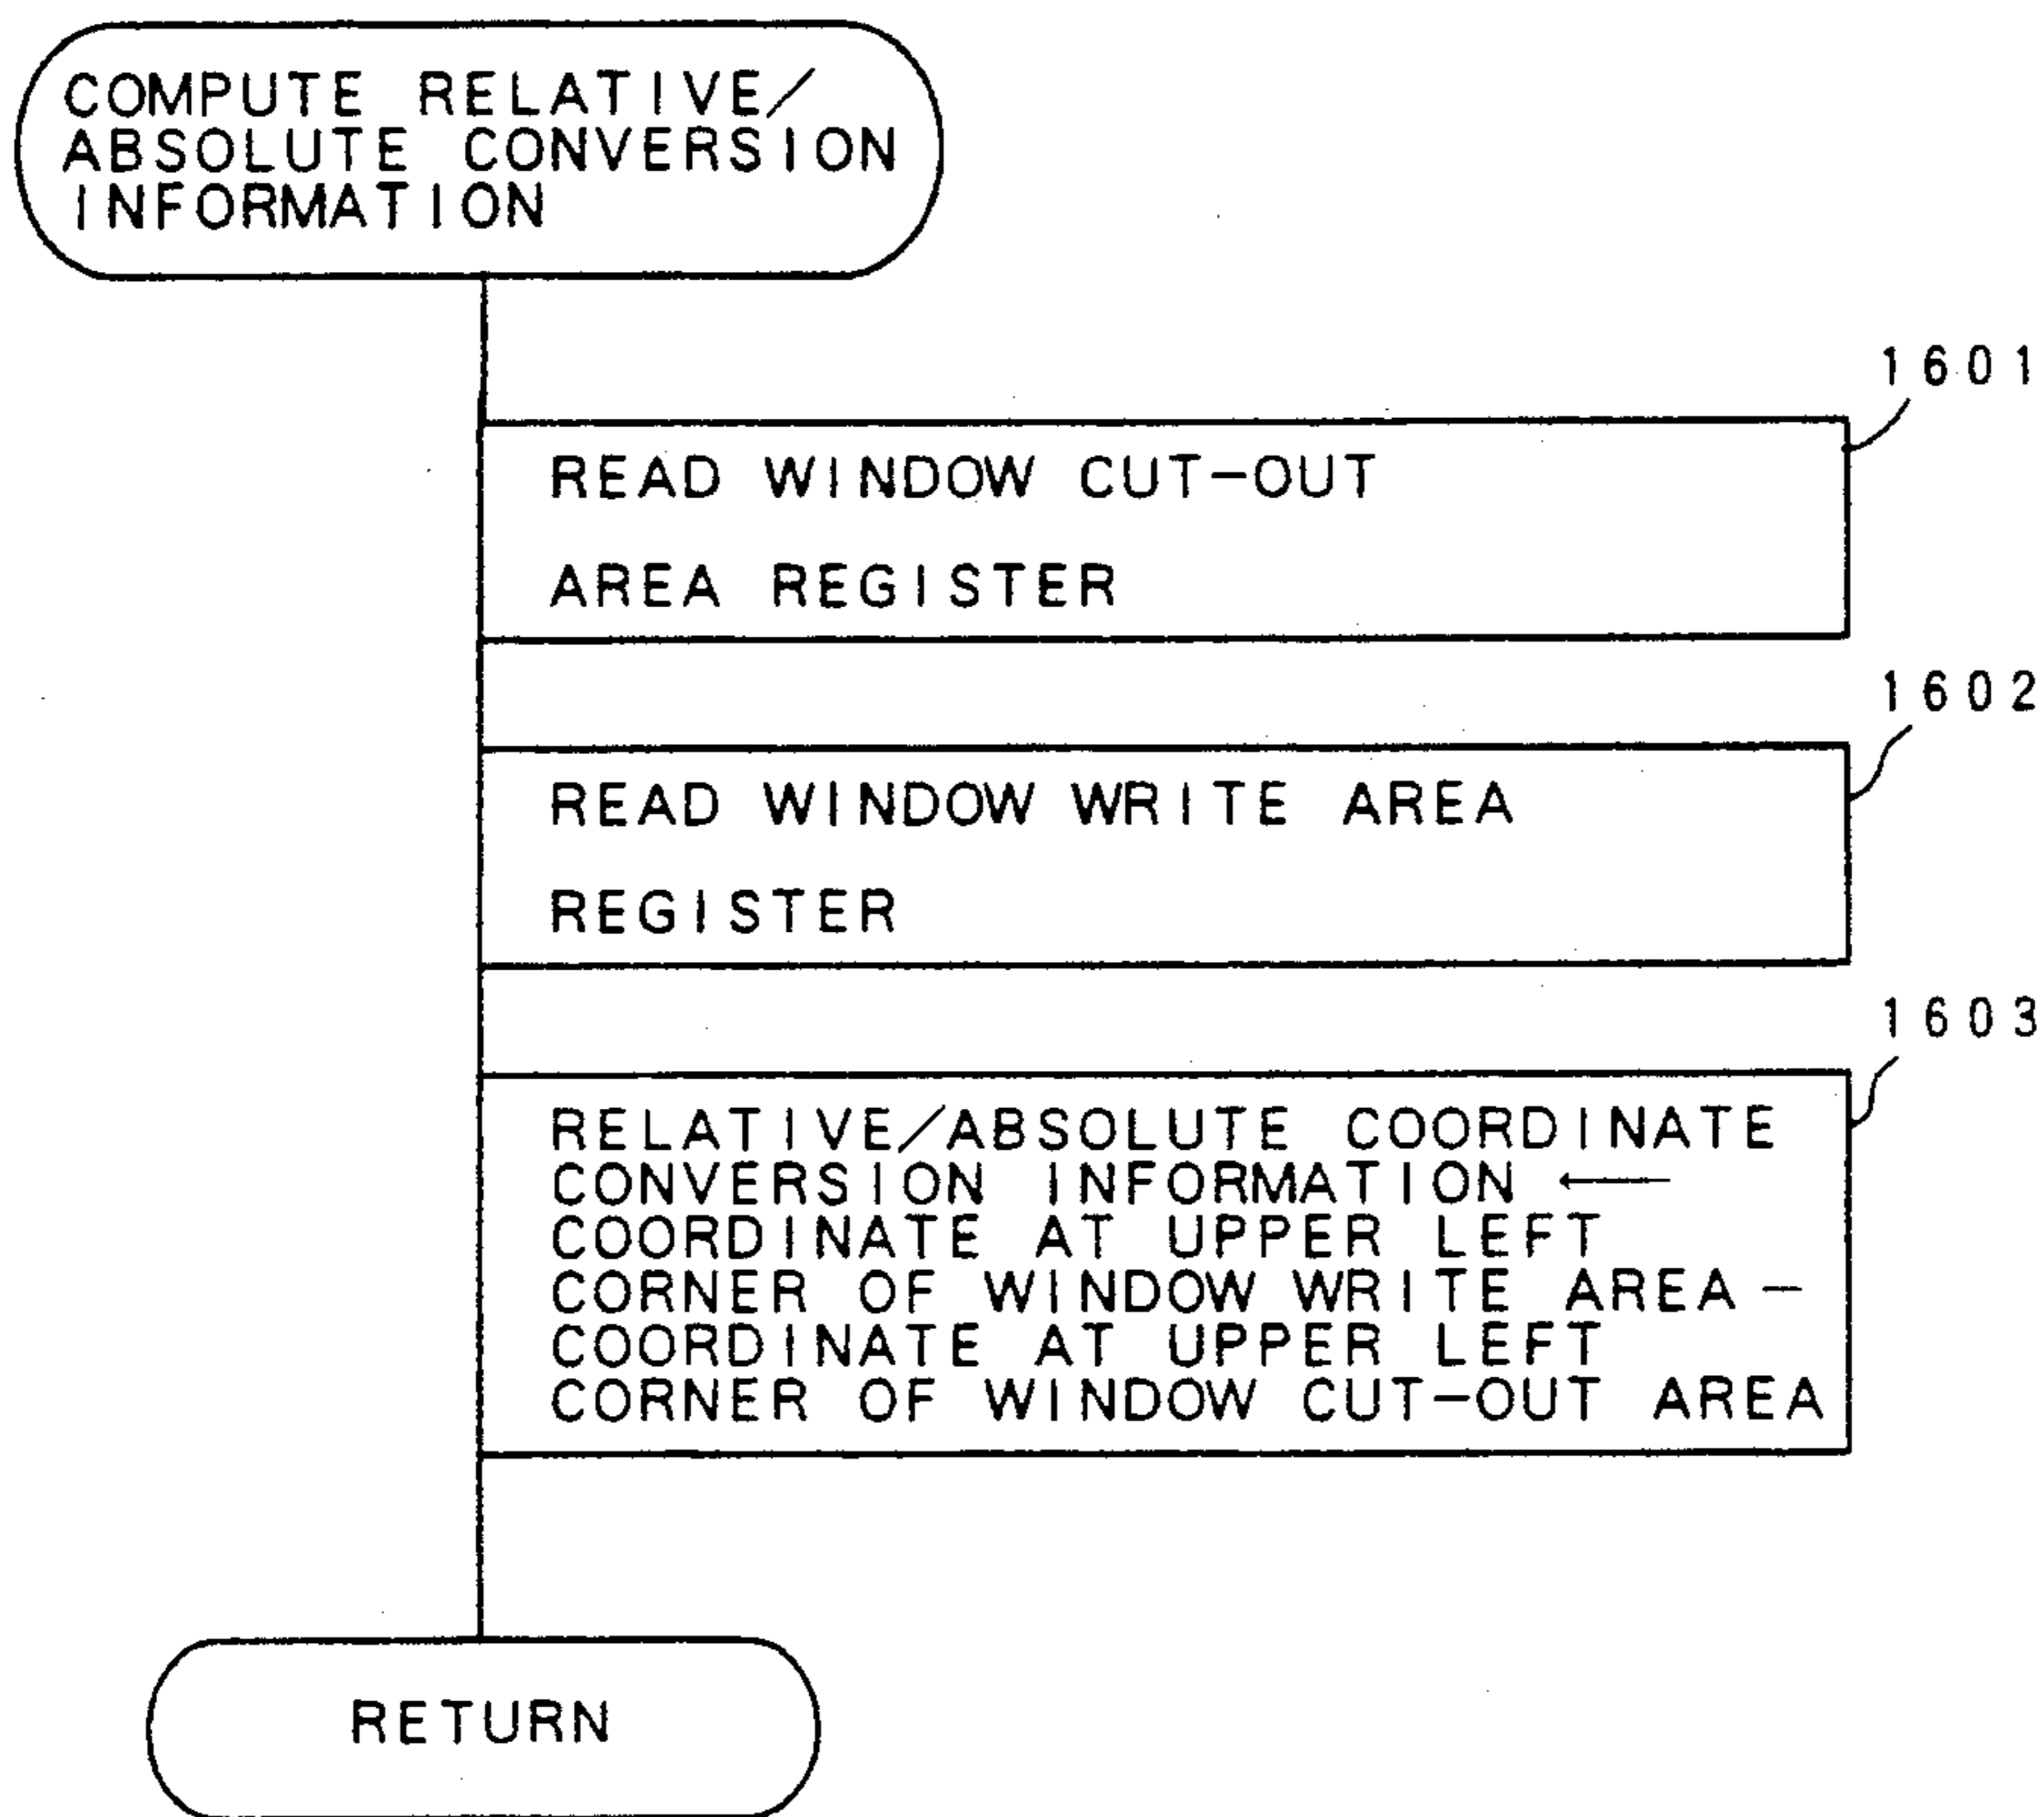 COMPUTE RELATIVE/
ABSOLUTE CONVERSION
INFORMATION
1601
READ WINDOW CUT-OUT
AREA REGISTER
1602
READ WINDOW WRITE AREA
REGISTER
1603
RELATIVE/ABSOLUTE COORDINATE
CONVERSION INFORMATION ←
COORDINATE AT UPPER LEFT
CORNER OF WINDOW WRITE AREA -
COORDINATE AT UPPER LEFT
CORNER OF WINDOW CUT-OUT AREA
RETURN